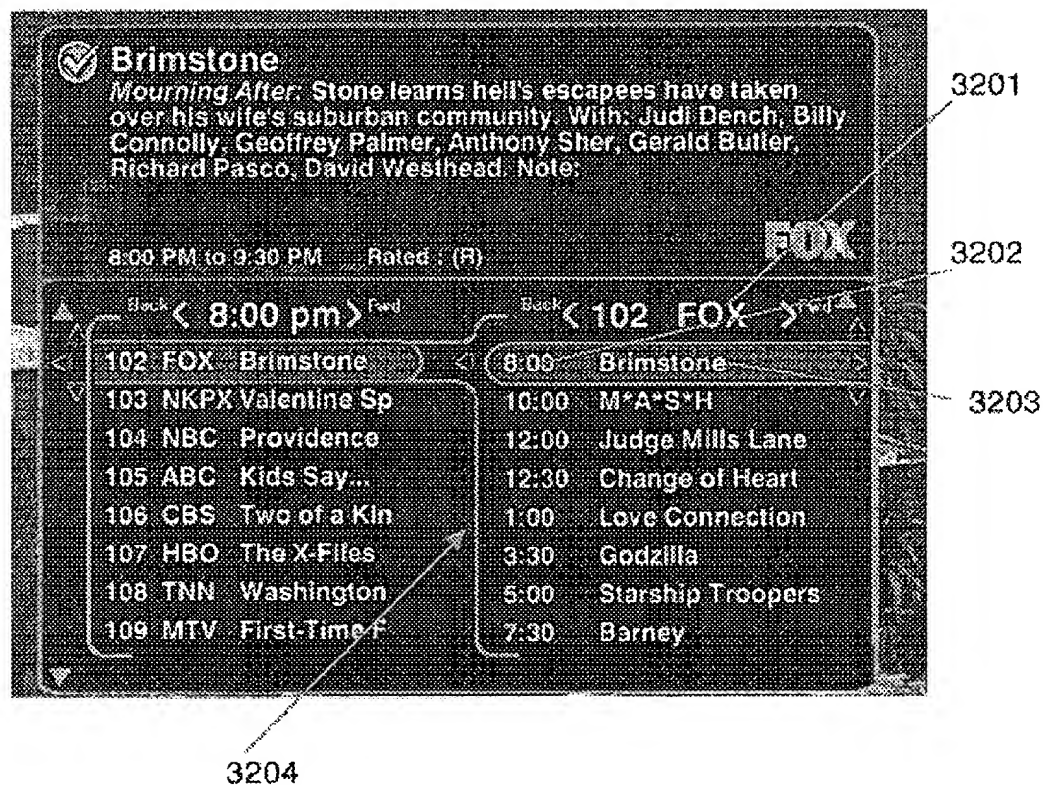 Brimstone
Mourning After: Stone learns hell's escapees have taken
over his wife's suburban community. With: Judi Dench, Billy
Connolly, Geoffrey Palmer, Anthony Sher, Gerald Butler,
Richard Pasco, David Westhead. Note:
FOX
8:00 PM to 9:30 PM Rated : (R)
Back < 8:00 pm > Fwd
Back < 102 FOX > Fwd
102 FOX Brimstone
103 NKPX Valentine Sp
104 NBC Providence
105 ABC Kids Say...
106 CBS Two of a Kin
107 HBO The X-Files
108 TNN Washington
109 MTV First-Time F
8:00 Brimstone
10:00 M*A*S*H
12:00 Judge Mills Lane
12:30 Change of Heart
1:00 Love Connection
3:30 Godzilla
5:00 Starship Troopers
7:30 Barney
3201
3202
3203
3204